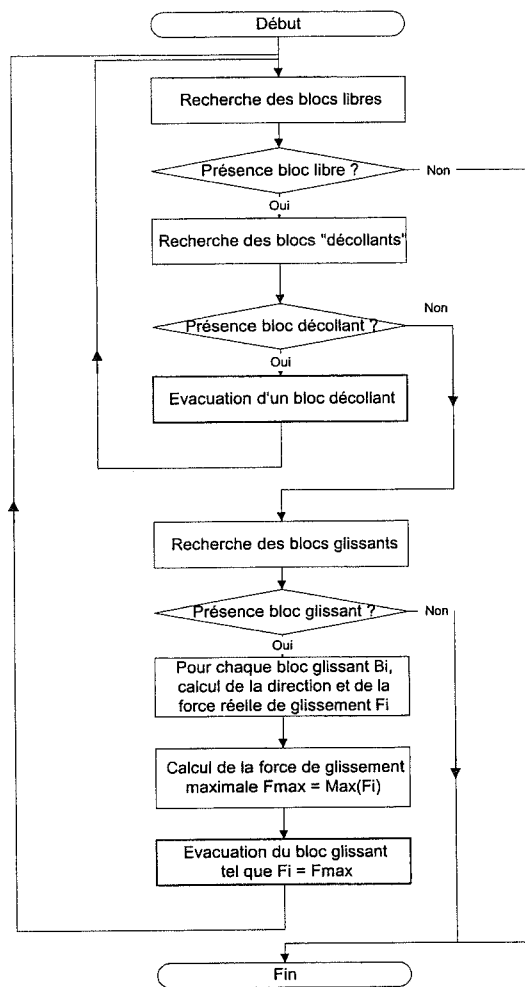 Début
Recherche des blocs libres
Présence bloc libre ?
Non
Oui
Recherche des blocs "décollants"
Non
Présence bloc décollant ?
Oui
Evacuation d'un bloc décollant
Recherche des blocs glissants
Présence bloc glissant ?
Non
Oui
Pour chaque bloc glissant Bi,
calcul de la direction et de la
force réelle de glissement Fi
Calcul de la force de glissement
maximale Fmax = Max(Fi)
Evacuation du bloc glissant
tel que Fi = Fmax
Fin